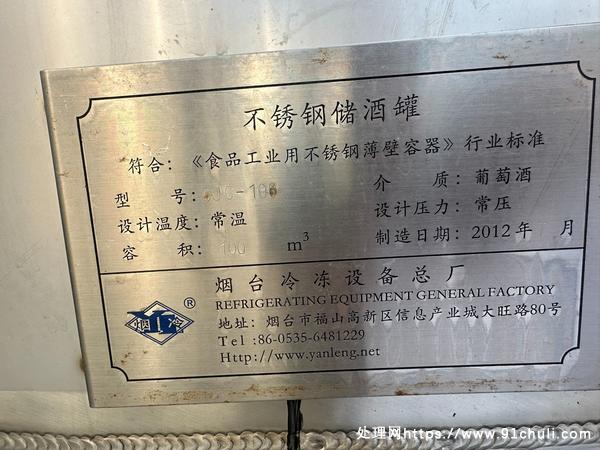 不锈钢储酒罐
符合：《食品工业用不锈钢薄壁容器》行业标准
型 号： 介 质：葡萄酒
设计温度：常温 设计压力：常压
容 积：100 m³ 制造日期：2012年 月
烟台冷冻设备总厂
烟 冷 ® REFRIGERATING EQUIPMENT GENERAL FACTORY
地址：烟台市福山高新区信息产业城大旺路80号
Tel :86-0535-6481229
Http://www.yanleng.net
处理网https://www.91chuli.com